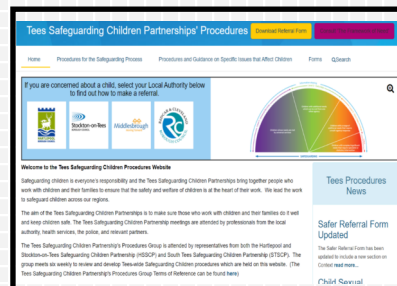 Tees Safeguarding Children Partnerships' Procedures
Download Referral Form
Home Procedures for the Safeguarding Process Procedures and Guidance on Specific Issues that Affect Children Forms Search
If you are concerned about a child, select your Local Authority below
to find out how to make a referral.
Stockton-on-Tees
Middlesbrough
Welcome to the Tees Safeguarding Children Procedures Website
Safeguarding children is everyone's responsibility and the Tees Safeguarding Children Partnerships bring together people who
work with children and their families to ensure that the safety and welfare of children is at the heart of their work. We lead the work
to safeguard children across our regions.
The aim of the Tees Safeguarding Children Partnerships is to make sure those who work with children and their families do it well
and keep children safe. The Tees Safeguarding Children Partnership meetings are attended by professionals from the local
authority, health services, the police, and relevant partners.
The Tees Safeguarding Children Partnership's Procedures Group is attended by representatives from both the Hartlepool and
Stockton-on-Tees Safeguarding Children Partnership (HSSCP) and South Tees Safeguarding Children Partnership (STSCP). The
group meets six weekly to review and develop Tees-wide Safeguarding Children procedures which are held on this website. (The
Tees Safeguarding Children Partnership's Procedures Group Terms of Reference can be found here)
Tees Procedures
News
Safer Referral Form
Updated
The Safer Referral Form has been
updated to include a new section on
Consent read more...
Child Sexual